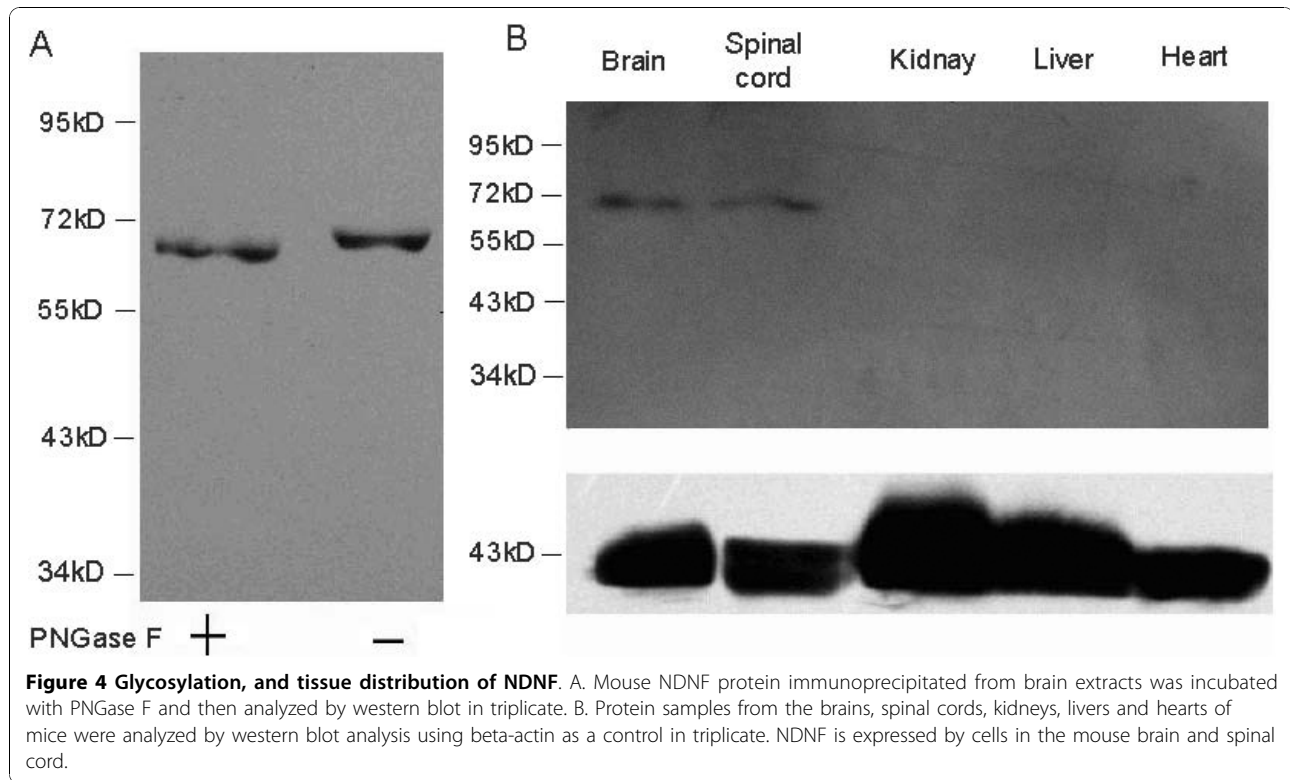 A
95kD
72kD
55kD
43kD
34kD
PNGase F + −
B
Brain Spinal cord Kidnay Liver Heart
95kD
72kD
55kD
43kD
34kD
43kD
Figure 4 Glycosylation, and tissue distribution of NDNF. A. Mouse NDNF protein immunoprecipitated from brain extracts was incubated
with PNGase F and then analyzed by western blot in triplicate. B. Protein samples from the brains, spinal cords, kidneys, livers and hearts of
mice were analyzed by western blot analysis using beta-actin as a control in triplicate. NDNF is expressed by cells in the mouse brain and spinal
cord.